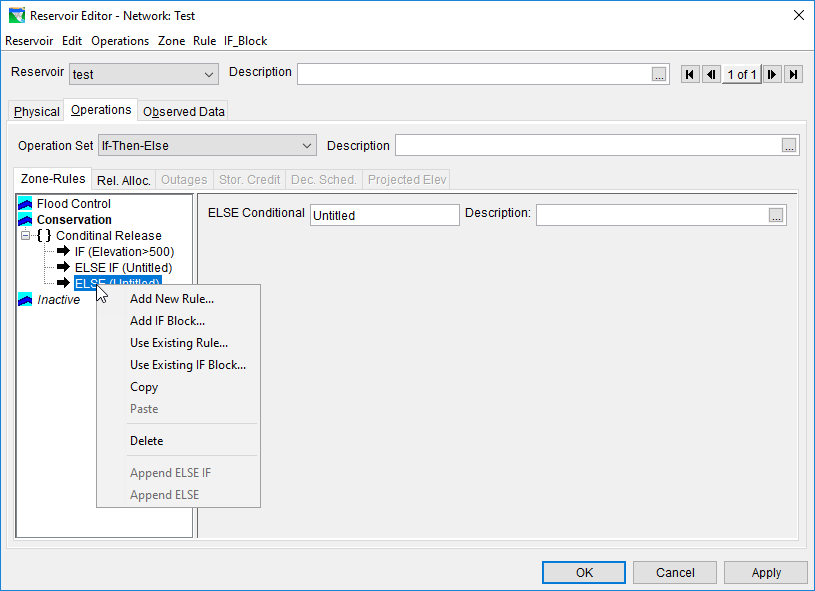 Reservoir Editor - Network: Test
Reservoir Edit Operations Zone Rule IF_Block
Reservoir test Description ... 1 of 1
Physical Operations Observed Data
Operation Set If-Then-Else Description ...
Zone-Rules Rel. Alloc. Outages Stor. Credit Dec. Sched. Projected Elev
Flood Control
Conservation
{ } Conditinal Release
IF (Elevation>500)
ELSE IF (Untitled)
ELSE (Untitled)
Inactive
ELSE Conditional Untitled Description: ...
Add New Rule...
Add IF Block...
Use Existing Rule...
Use Existing IF Block...
Copy
Paste
Delete
Append ELSE IF
Append ELSE
OK Cancel Apply